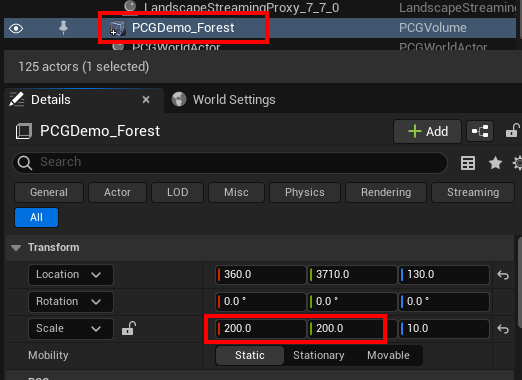 LandscapeStreamingProxy_7_7_0 LandscapeStreaming
PCGDemo_Forest PCGVolume
PCGWorldActor PCGWorldActor
125 actors (1 selected)
Details × World Settings
PCGDemo_Forest + Add
Search
General Actor LOD Misc Physics Rendering Streaming
All
Transform
Location 360.0 3710.0 130.0
Rotation 0.0 ° 0.0 ° 0.0 °
Scale 200.0 200.0 10.0
Mobility Static Stationary Movable